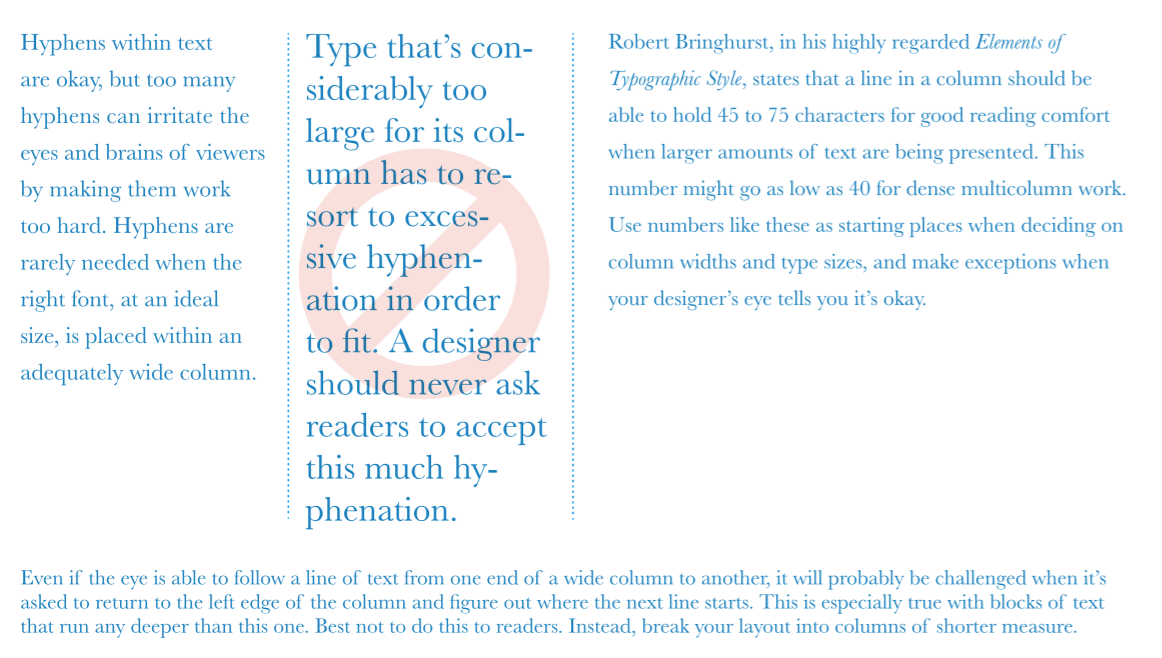 Hyphens within text
are okay, but too many
hyphens can irritate the
eyes and brains of viewers
by making them work
too hard. Hyphens are
rarely needed when the
right font, at an ideal
size, is placed within an
adequately wide column.
Type that’s con-
siderably too
large for its col-
umn has to re-
sort to exces-
sive hyphen-
ation in order
to fit. A designer
should never ask
readers to accept
this much hy-
phenation.
Robert Bringhurst, in his highly regarded Elements of
Typographic Style, states that a line in a column should be
able to hold 45 to 75 characters for good reading comfort
when larger amounts of text are being presented. This
number might go as low as 40 for dense multicolumn work.
Use numbers like these as starting places when deciding on
column widths and type sizes, and make exceptions when
your designer’s eye tells you it’s okay.
Even if the eye is able to follow a line of text from one end of a wide column to another, it will probably be challenged when it’s
asked to return to the left edge of the column and figure out where the next line starts. This is especially true with blocks of text
that run any deeper than this one. Best not to do this to readers. Instead, break your layout into columns of shorter measure.